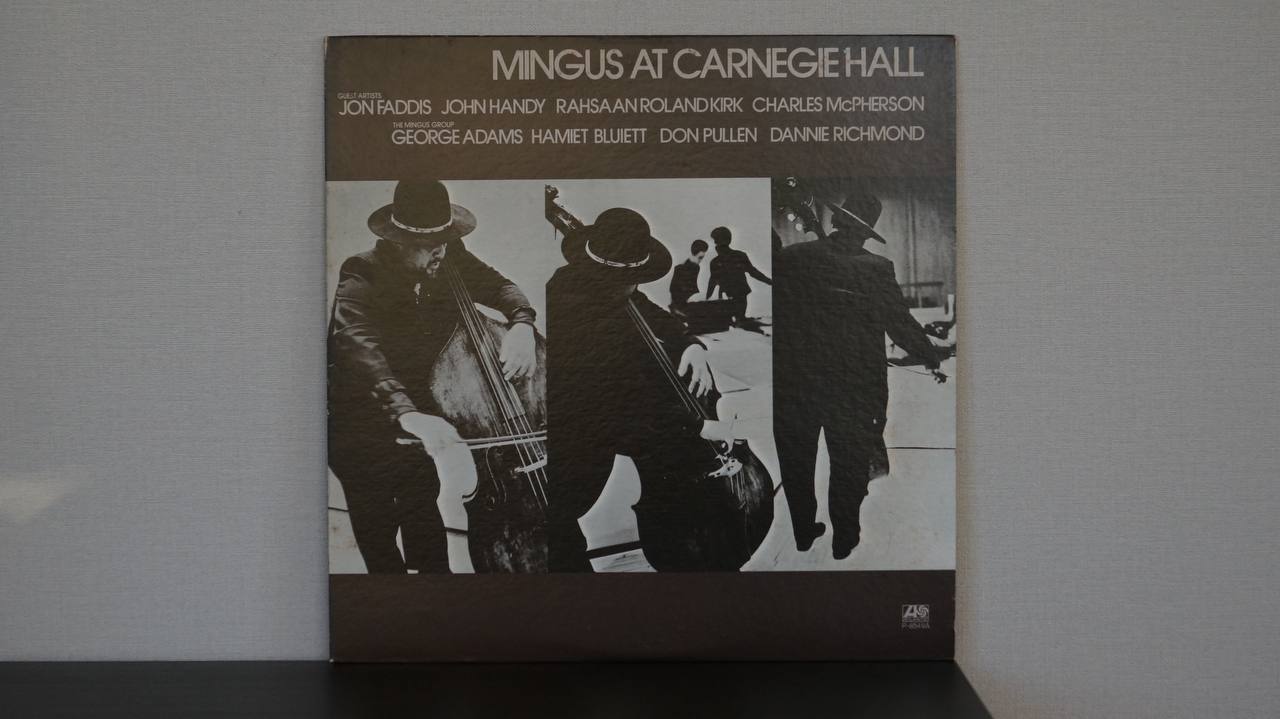 MINGUS AT CARNEGIE HALL
GUEST ARTISTS
JON FADDIS JOHN HANDY RAHSAAN ROLAND KIRK CHARLES McPHERSON
THE MINGUS GROUP
GEORGE ADAMS HAMIET BLUIETT DON PULLEN DANNIE RICHMOND